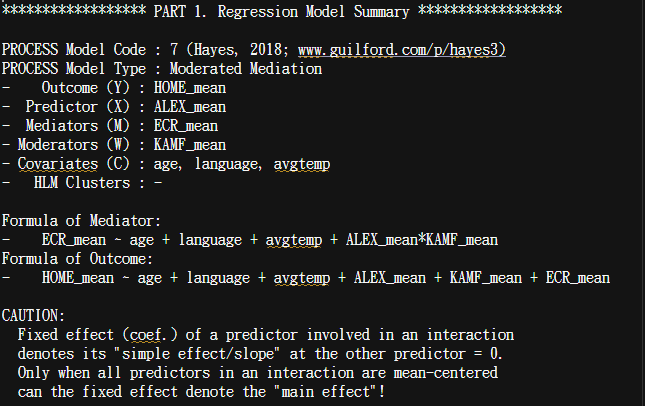 ****************** PART 1. Regression Model Summary ******************
PROCESS Model Code : 7 (Hayes, 2018; www.guilford.com/p/hayes3)
PROCESS Model Type : Moderated Mediation
-    Outcome (Y) : HOME_mean
-  Predictor (X) : ALEX_mean
-  Mediators (M) : ECR_mean
- Moderators (W) : KAMF_mean
- Covariates (C) : age, language, avgtemp
-   HLM Clusters : -
Formula of Mediator:
-    ECR_mean ~ age + language + avgtemp + ALEX_mean*KAMF_mean
Formula of Outcome:
-    HOME_mean ~ age + language + avgtemp + ALEX_mean + KAMF_mean + ECR_mean
CAUTION:
  Fixed effect (coef.) of a predictor involved in an interaction
  denotes its "simple effect/slope" at the other predictor = 0.
  Only when all predictors in an interaction are mean-centered
  can the fixed effect denote the "main effect"!